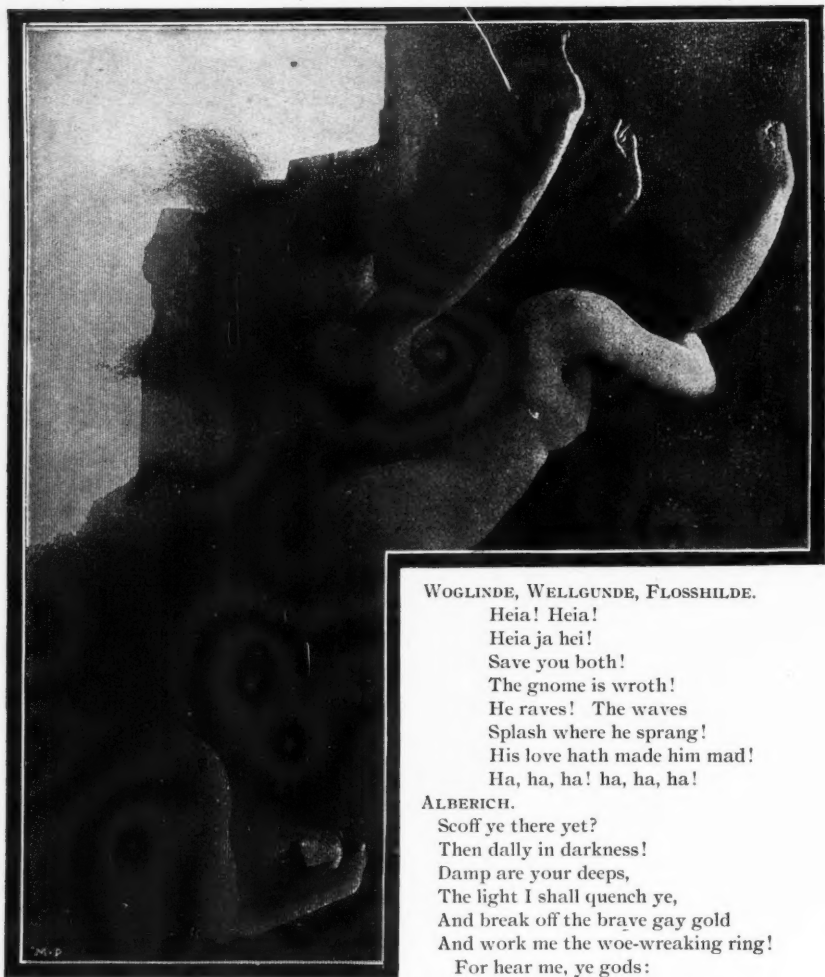 WOGLINDE, WELLGUNDE, FLOSSHILDE.
Heia! Heia!
Heia ja hei!
Save you both!
The gnome is wroth!
He raves! The waves
Splash where he sprang!
His love hath made him mad!
Ha, ha, ha! ha, ha, ha!
ALBERICH.
Scoff ye there yet?
Then dally in darkness!
Damp are your deeps,
The light I shall quench ye,
And break off the brave gay gold
And work me the woe-wreaking ring!
For hear me, ye gods:
M·D